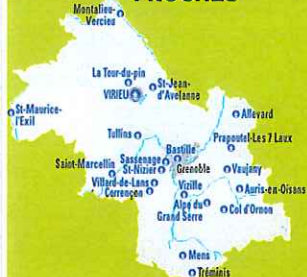 PROCHES
Montalieu-
Vercieu
La Tour-du-pin
St-Jean-
d'Avelanne
VIRIEU
St-Maurice-
l'Exil
Allevard
Tullins
Prapoutel-Les 7 Laux
Bastille
Saint-Marcellin
Sassenage
Grenoble
St-Nizier
Vaujany
Villard-de-Lans
Vizille
Auris-en-Oisans
Corrençon
Alpe du
Grand Serre
Col d'Ornon
Mens
Tréminis